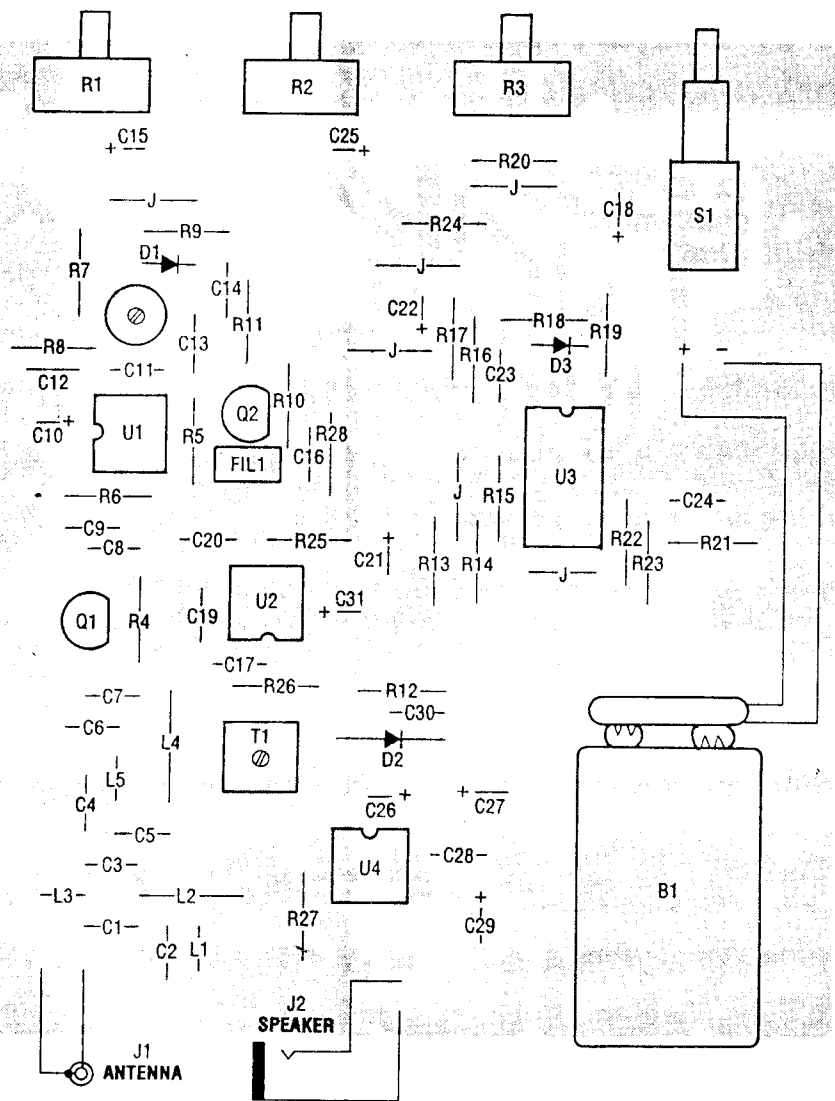 R1 R2 R3
+ C15 C25 +
R20
J
J R24 C18 + S1
R9
D1
R7 J
C14
C22 +
R11 R17 R18 R19
C13 R16
R8 J D3 + -
C12 C11 C23
R10
C10 + U1 R5 Q2 R28
C16
FIL1 U3
R6 J R15
C24
C9
C8 C20 R25 + R22 R21
C21 R13 R14 R23
J
Q1 R4 C19 U2 + C31
C17
R26 R12
C7
C30
C6 L4 T1
D2
L5
C4 C26 + + C27
C5
C28
C3 U4
L3 L2 + B1
R27
C1 C29
C2 L1
J2
SPEAKER
J1
ANTENNA